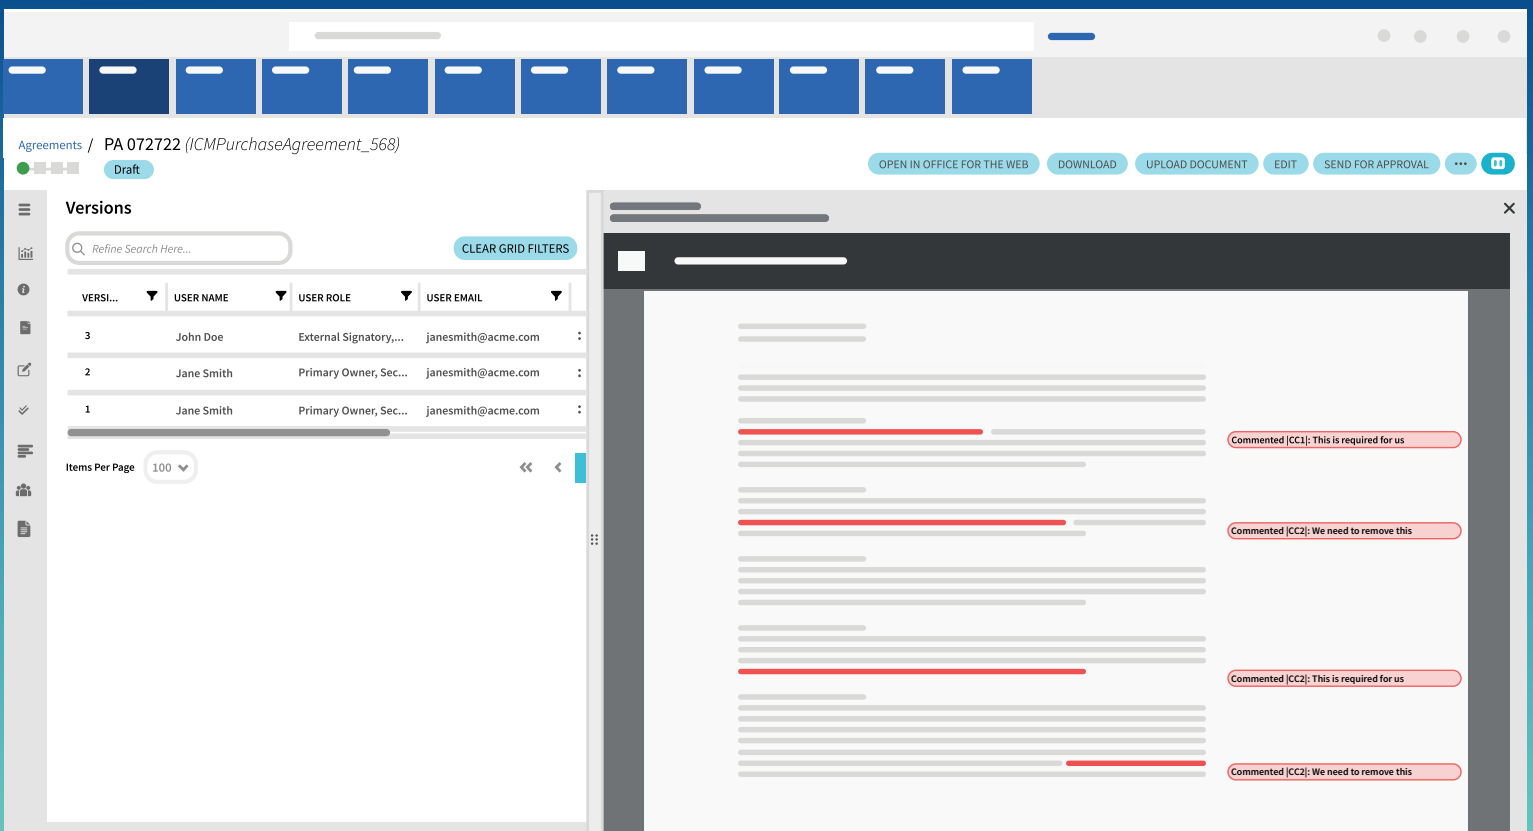 Agreements / PA 072722 (ICMPurchaseAgreement_568)
Draft
OPEN IN OFFICE FOR THE WEB DOWNLOAD UPLOAD DOCUMENT EDIT SEND FOR APPROVAL ...
Versions
Refine Search Here...
CLEAR GRID FILTERS
VERSI... USER NAME USER ROLE USER EMAIL
3 John Doe External Signatory,... janesmith@acme.com
2 Jane Smith Primary Owner, Sec... janesmith@acme.com
1 Jane Smith Primary Owner, Sec... janesmith@acme.com
Items Per Page 100
Commented |CC1|: This is required for us
Commented |CC2|: We need to remove this
Commented |CC2|: This is required for us
Commented |CC2|: We need to remove this